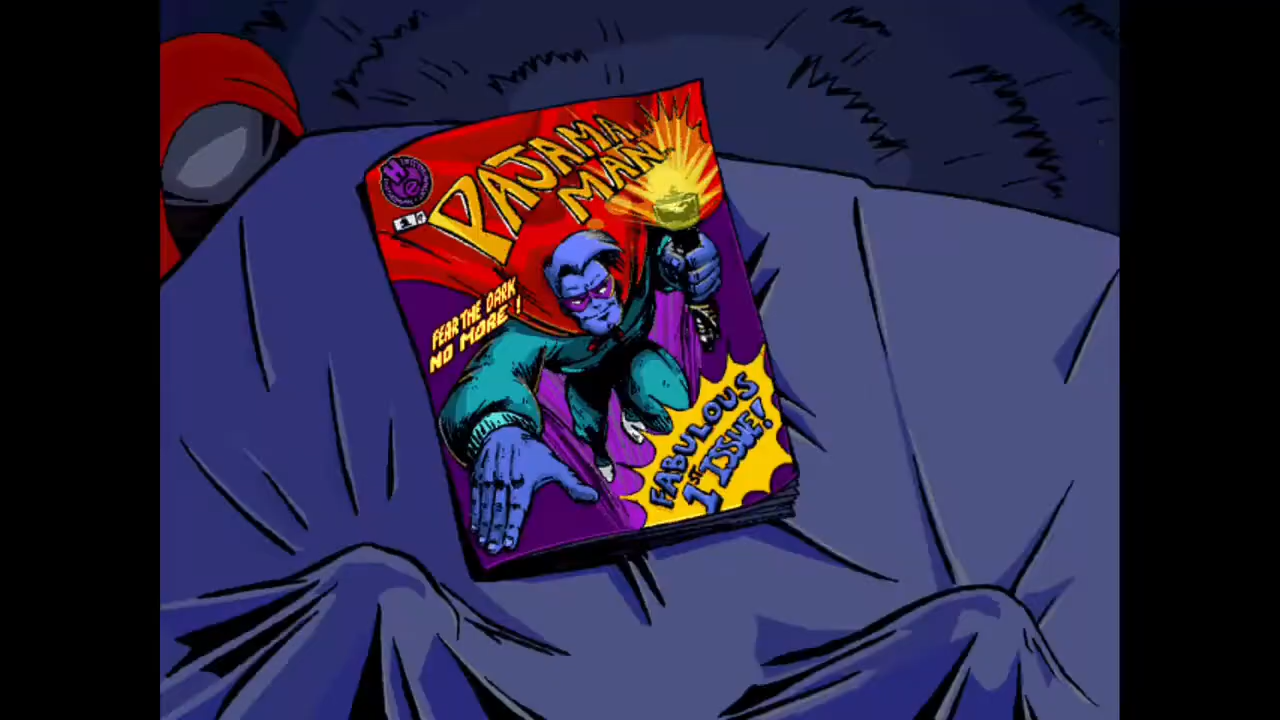 PAJAMA
MAN
FEAR THE DARK
NO MORE!
FABULOUS
1ST ISSUE!